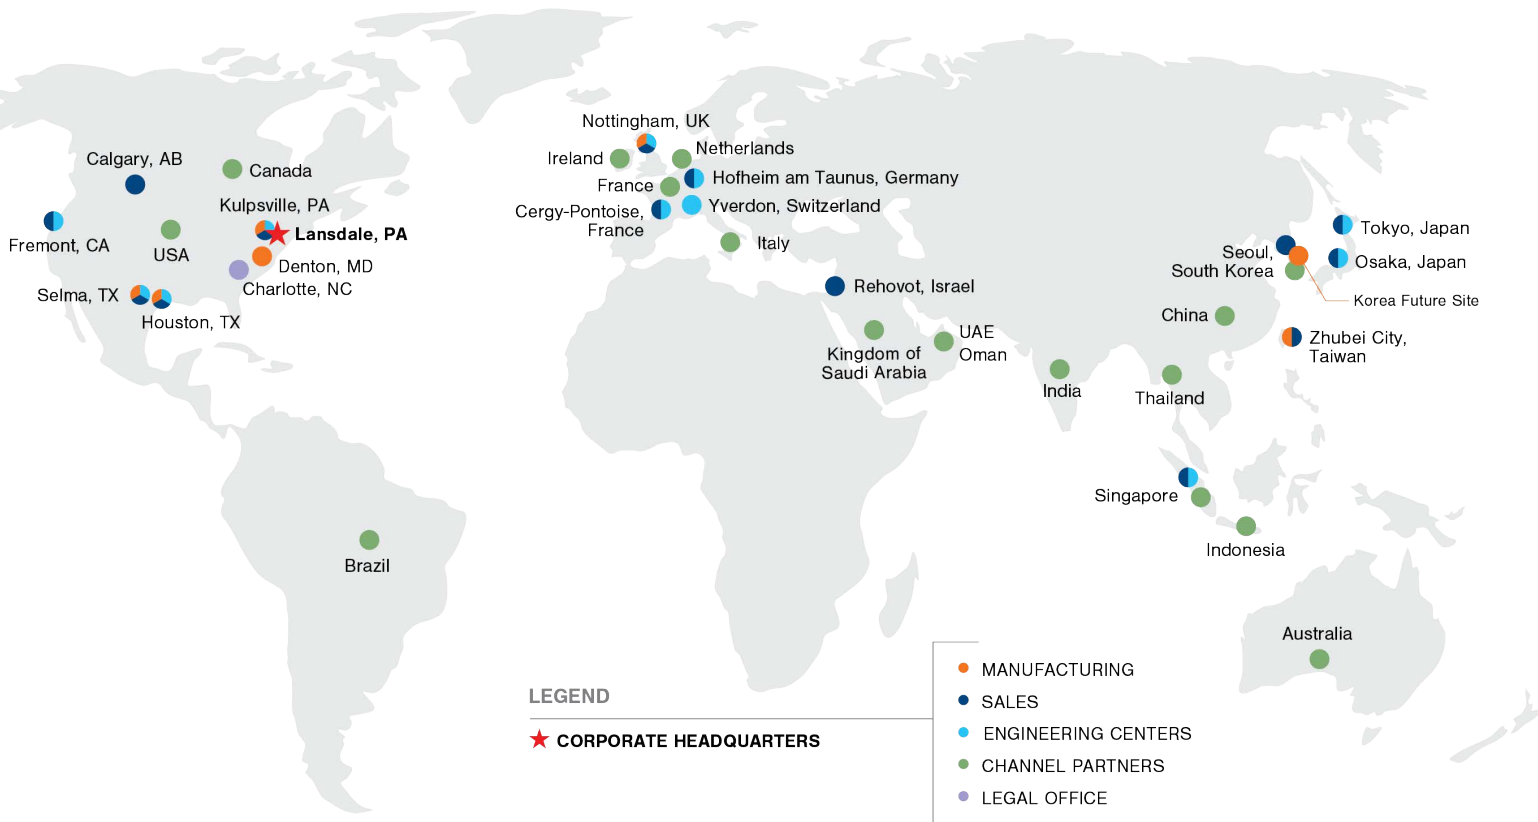 Nottingham, UK
Netherlands
Ireland
Calgary, AB
Canada
Hofheim am Taunus, Germany
France
Kulpsville, PA
Yverdon, Switzerland
Cergy-Pontoise,
France
Lansdale, PA
Fremont, CA
USA
Italy
Tokyo, Japan
Seoul,
South Korea
Osaka, Japan
Denton, MD
Charlotte, NC
Selma, TX
Rehovot, Israel
Korea Future Site
Houston, TX
China
UAE
Oman
Zhubei City,
Taiwan
Kingdom of
Saudi Arabia
India
Thailand
Singapore
Indonesia
Brazil
Australia
LEGEND
CORPORATE HEADQUARTERS
MANUFACTURING
SALES
ENGINEERING CENTERS
CHANNEL PARTNERS
LEGAL OFFICE